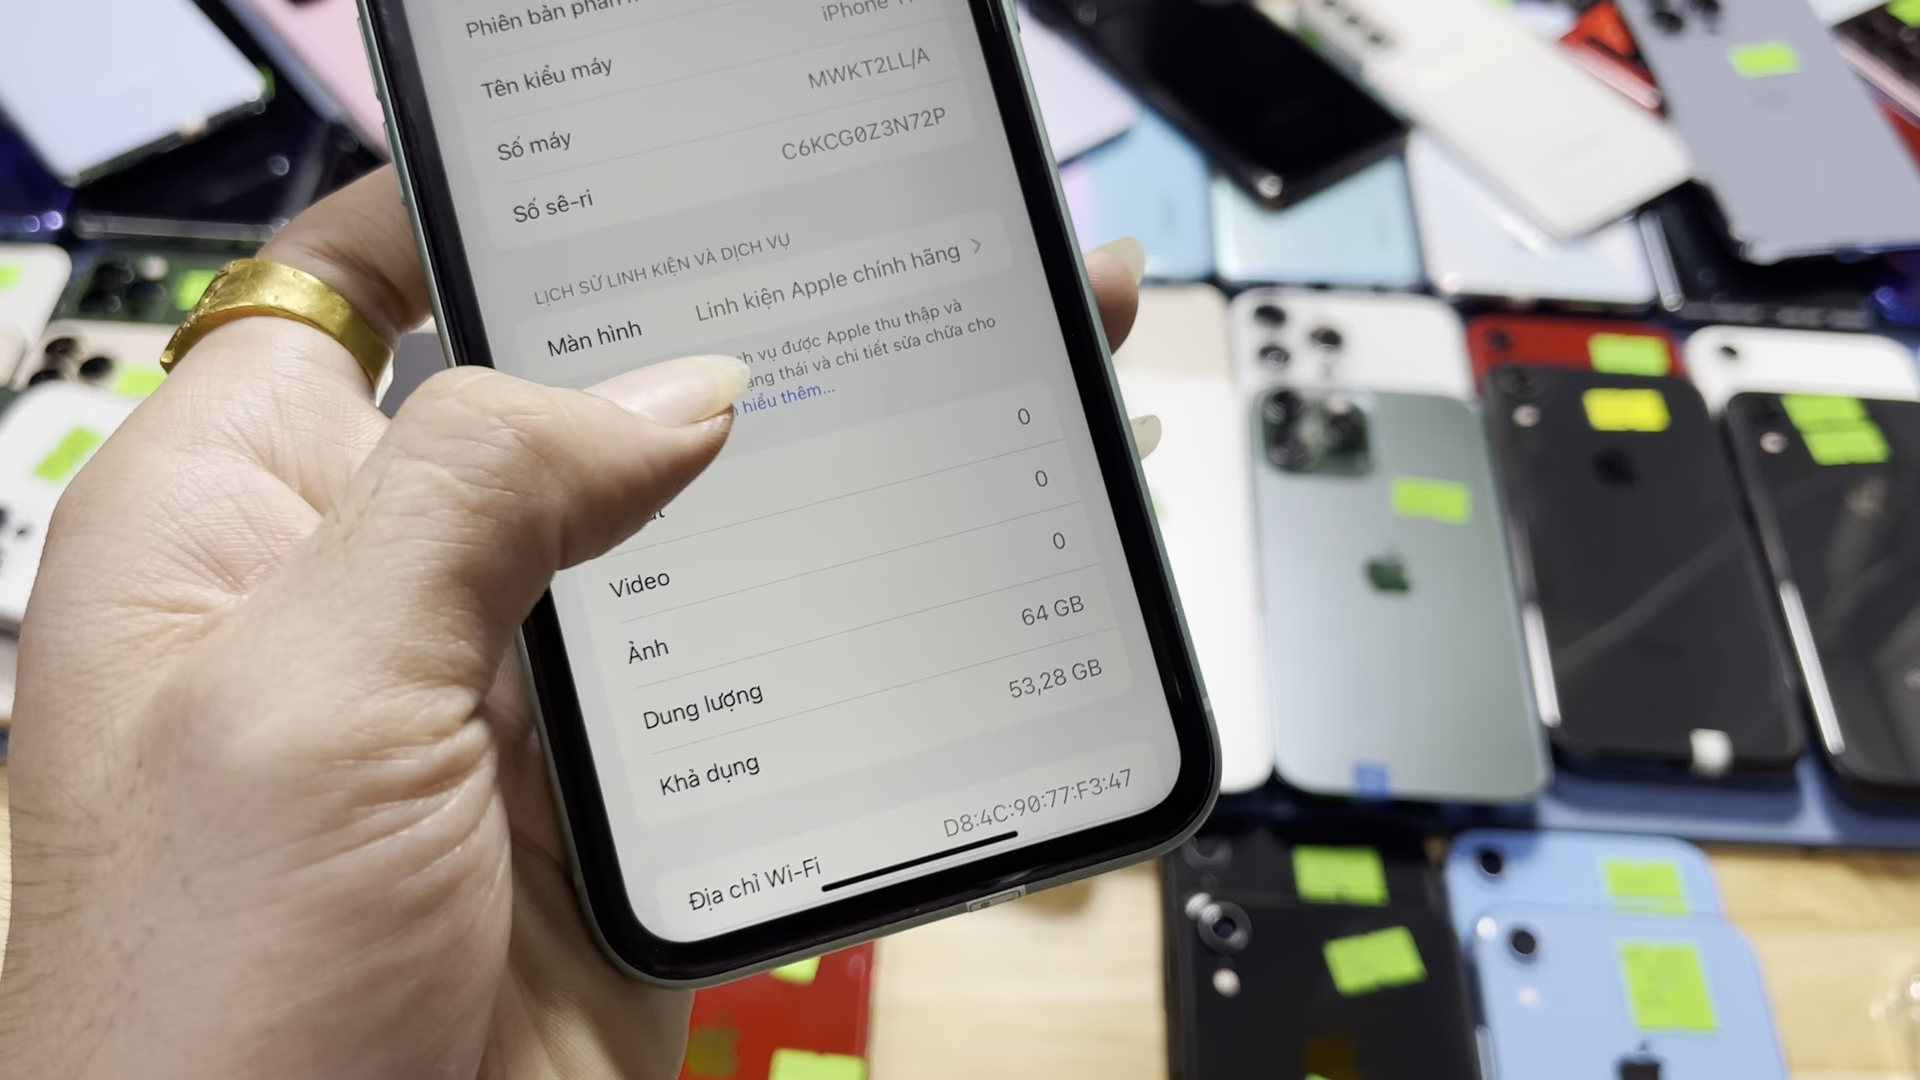 Phiên bản phần
iPhone 11
Tên kiểu máy
MWKT2LL/A
Số máy
C6KCG0Z3N72P
Số sê-ri
LỊCH SỬ LINH KIỆN VÀ DỊCH VỤ
Màn hình Linh kiện Apple chính hãng >
vụ được Apple thu thập và
thái và chi tiết sửa chữa cho
hiểu thêm...
0
0
Video 0
Ảnh 64 GB
Dung lượng 53,28 GB
Khả dụng
Địa chỉ Wi-Fi D8:4C:90:77:F3:47